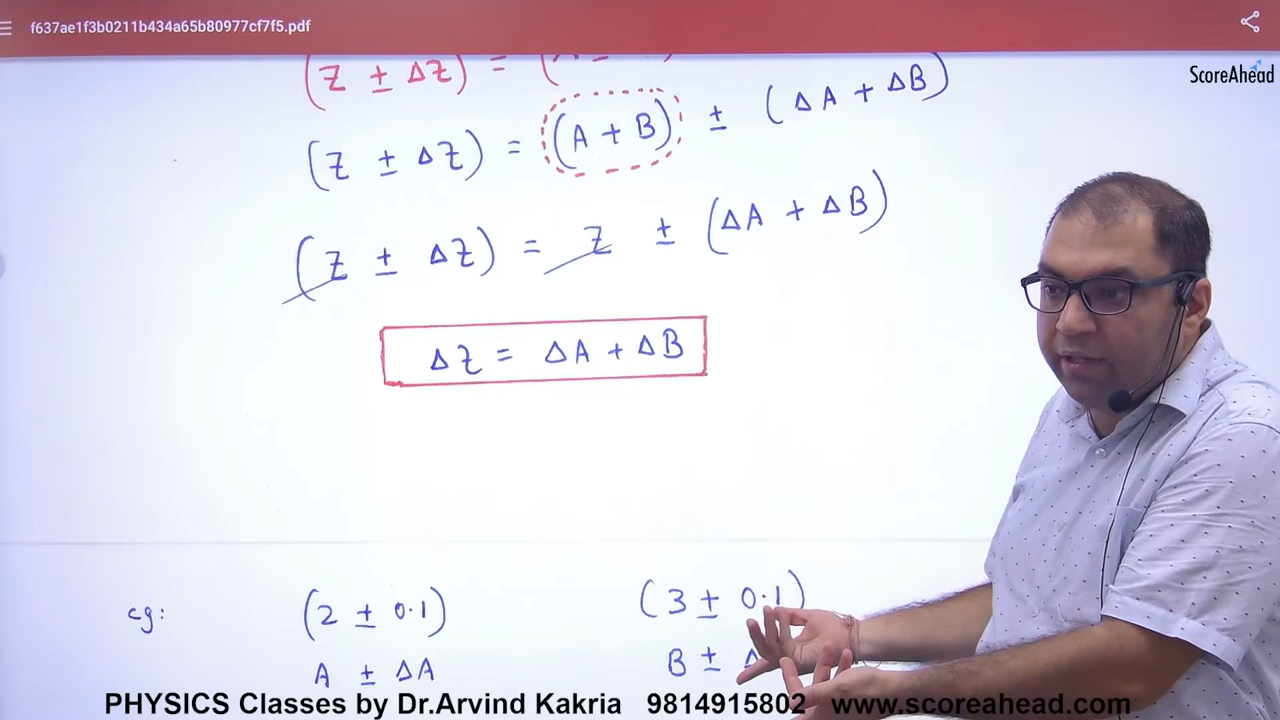 f637ae1f3b0211b434a65b80977cf7f5.pdf
ScoreAhead
(Z ± ΔZ) =
(Z ± ΔZ) = (A + B) ± (ΔA + ΔB)
(Z ± ΔZ) = Z ± (ΔA + ΔB)
ΔZ = ΔA + ΔB
eg: (2 ± 0.1) (3 ± 0.1)
A ± ΔA B ±
PHYSICS Classes by Dr.Arvind Kakria 9814915802 www.scoreahead.com